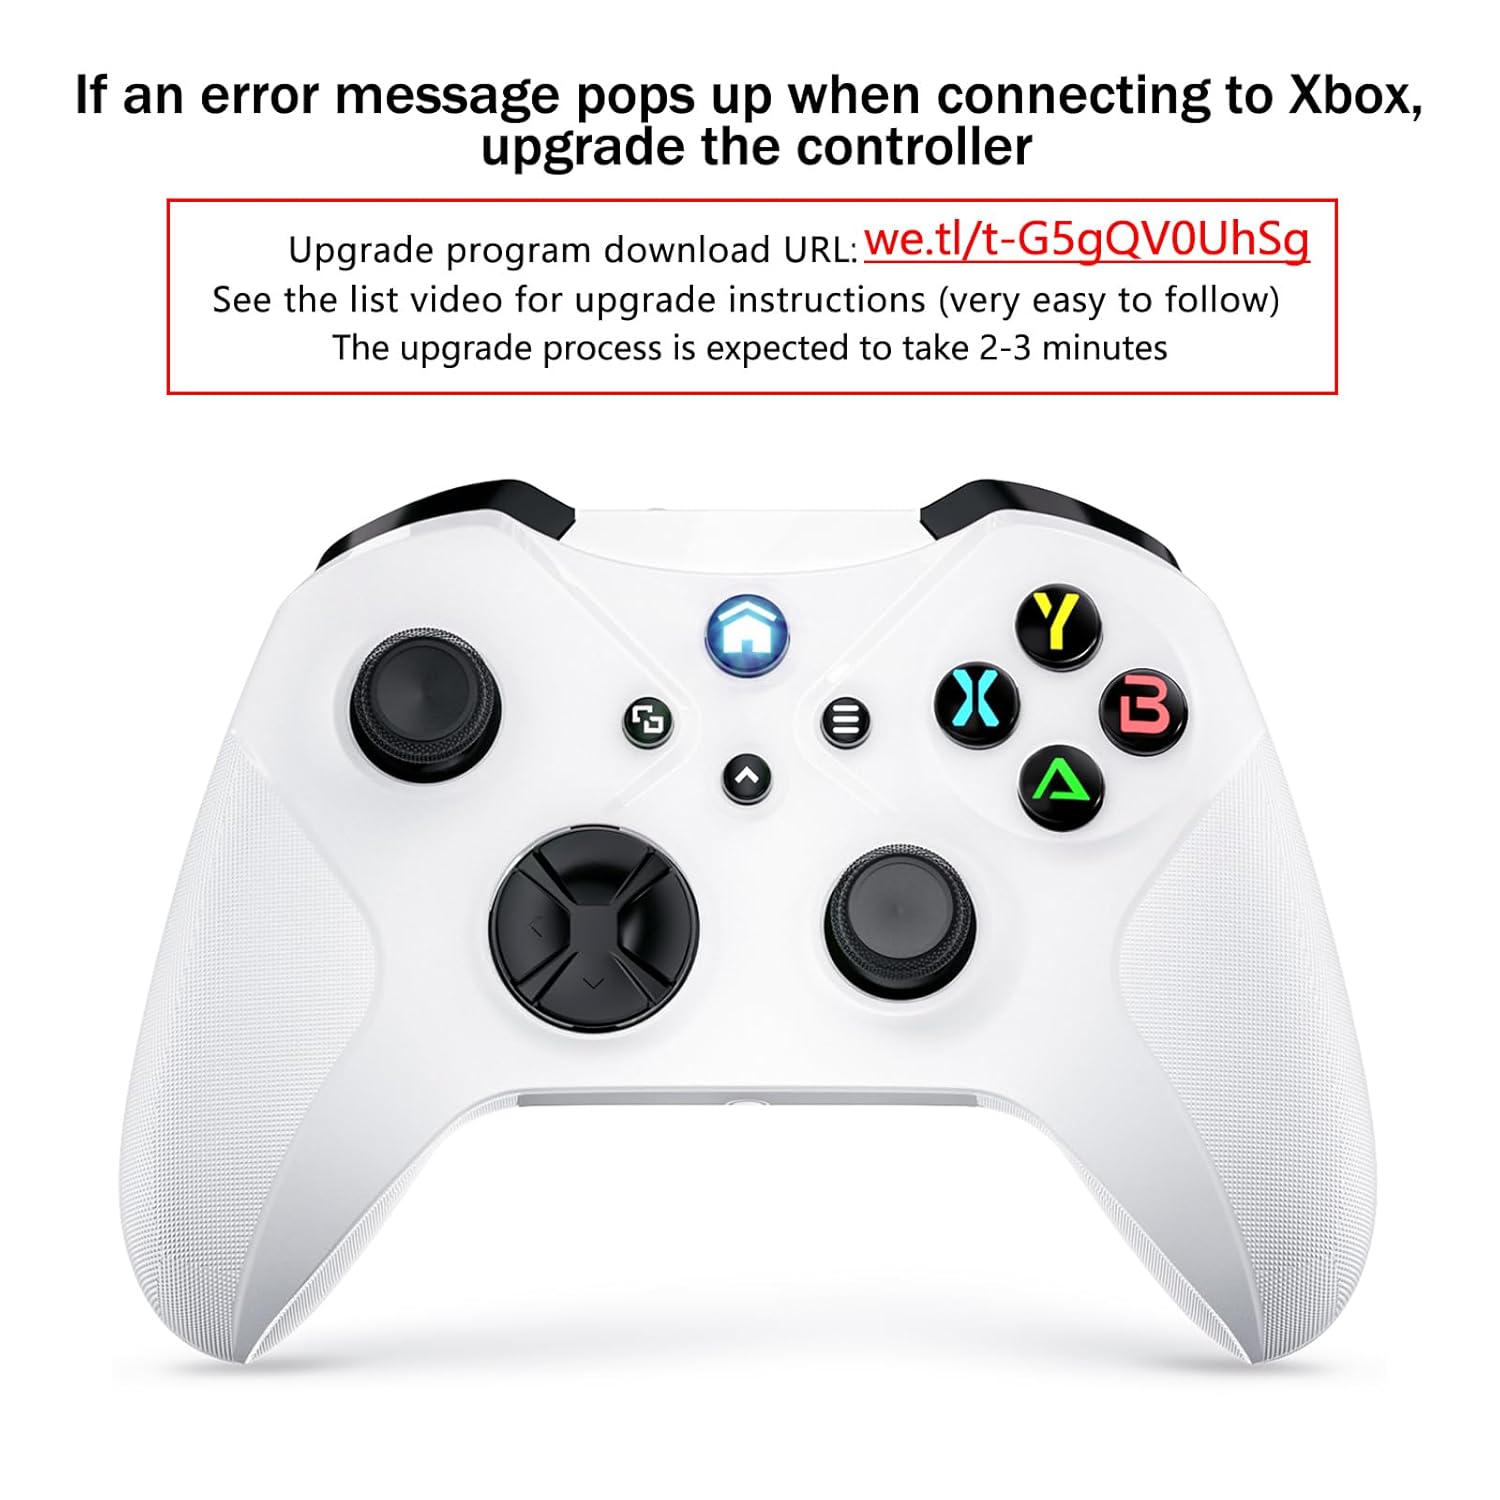 If an error message pops up when connecting to Xbox,
upgrade the controller
Upgrade program download URL: we.tl/t-G5gQV0UhSg
See the list video for upgrade instructions (very easy to follow)
The upgrade process is expected to take 2-3 minutes
Y
X
B
A